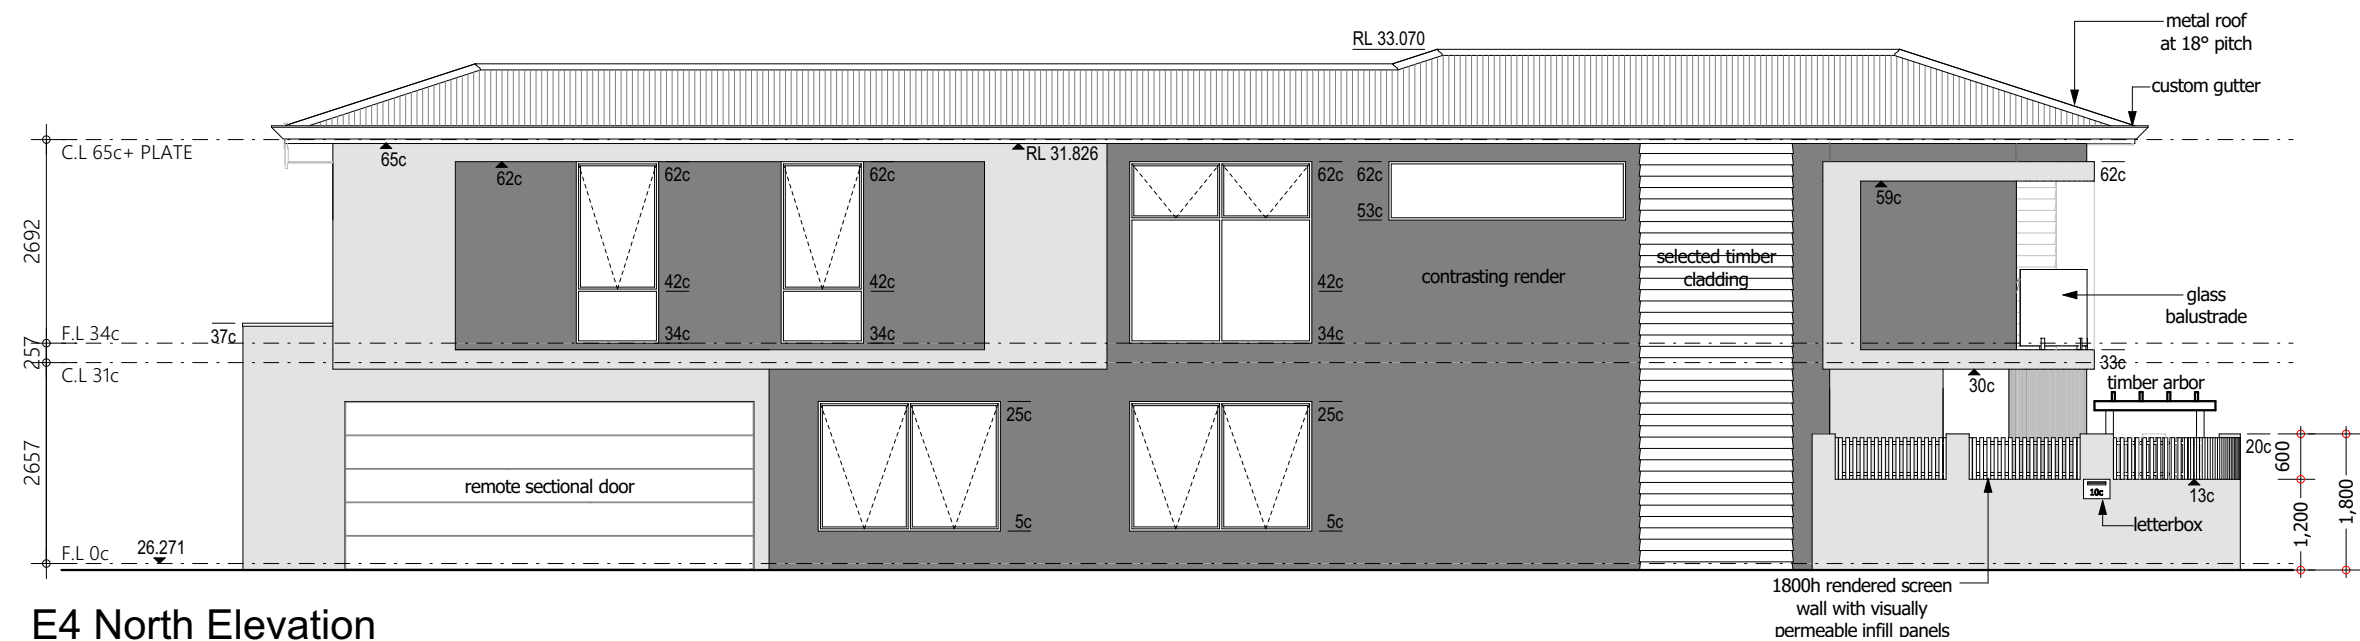 metal roof
at 18° pitch
RL 33.070
custom gutter
C.L 65c+ PLATE
65c
RL 31.826
62c
62c
62c
62c
62c
53c
62c
59c
2692
42c
42c
42c
contrasting render
selected timber
cladding
glass
balustrade
37c
F.L 34c
34c
34c
34c
257
C.L 31c
33c
30c
timber arbor
25c
25c
20c
600
2657
remote sectional door
10c
13c
5c
5c
letterbox
1,200
1,800
F.L 0c
26.271
1800h rendered screen
wall with visually
permeable infill panels
E4 North Elevation